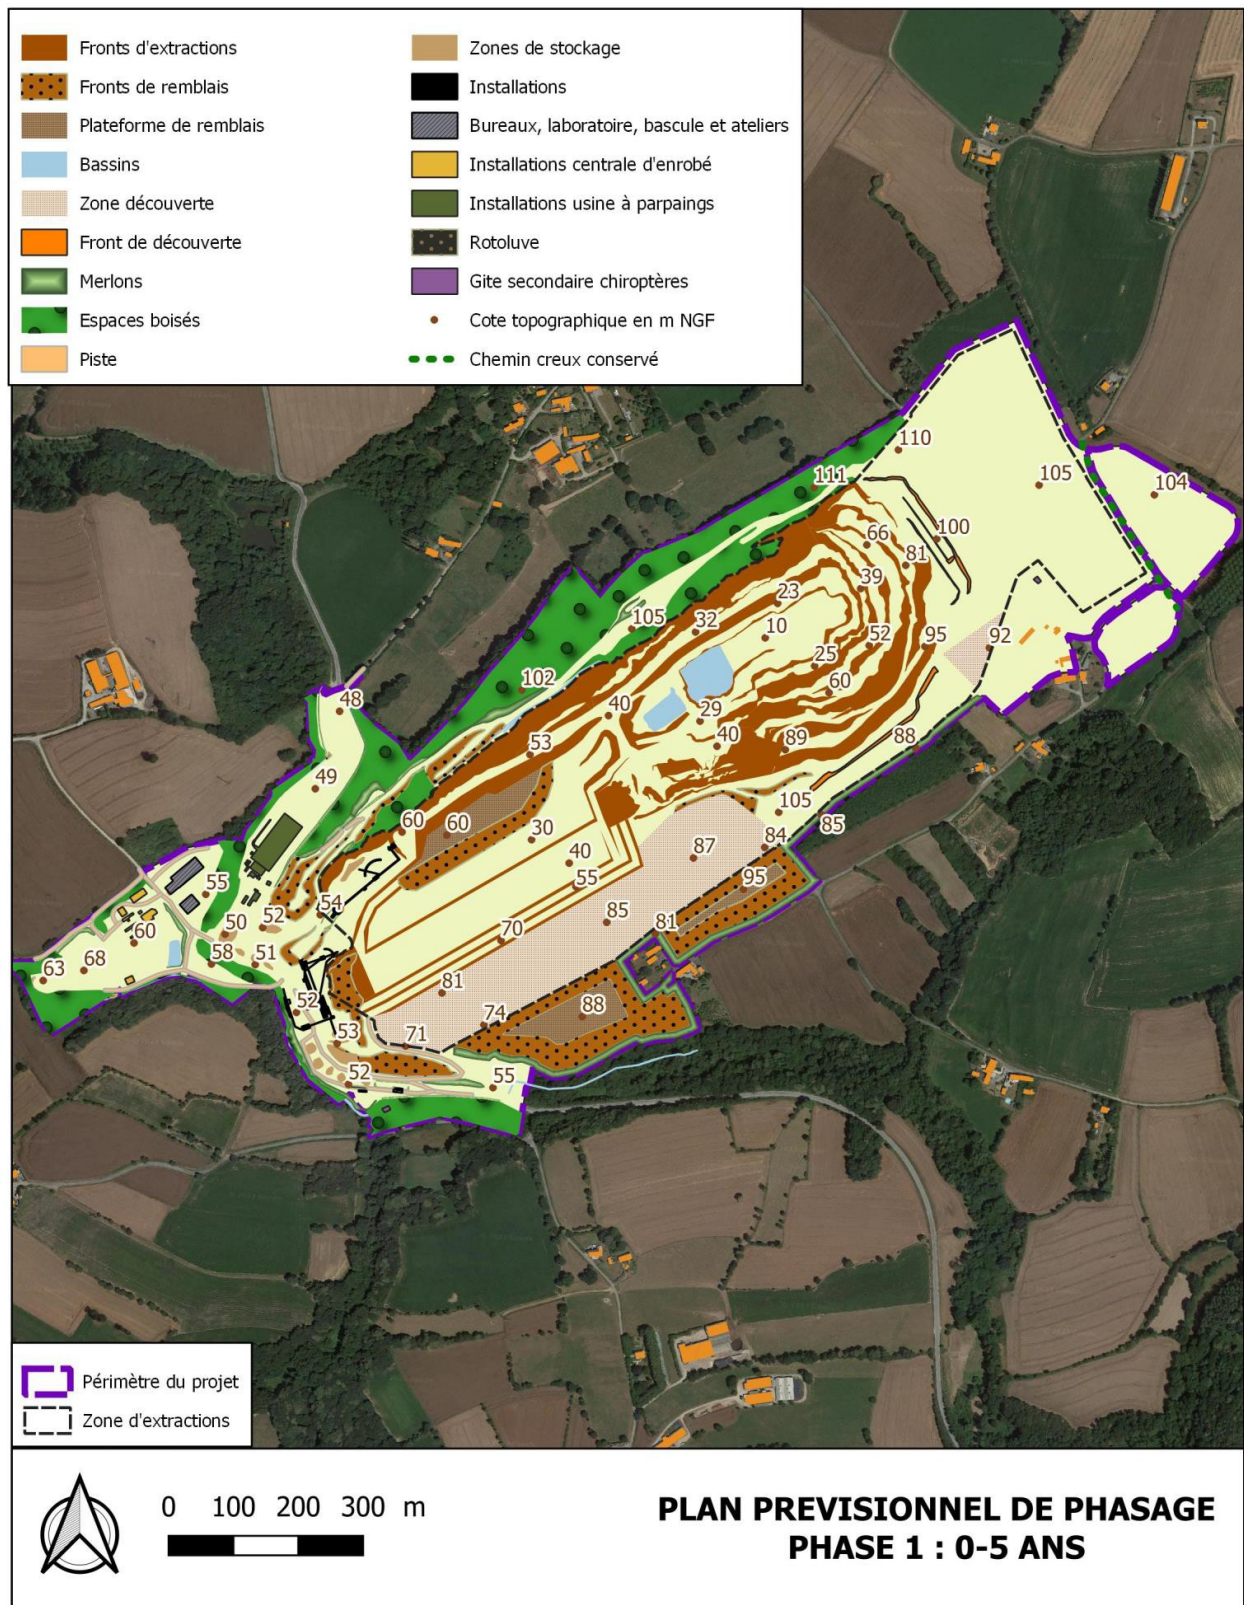 Fronts d'extractions
Fronts de remblais
Plateforme de remblais
Bassins
Zone découverte
Front de découverte
Merlons
Espaces boisés
Piste
Zones de stockage
Installations
Bureaux, laboratoire, bascule et ateliers
Installations centrale d'enrobé
Installations usine à parpaings
Rotoluve
Gite secondaire chiroptères
Cote topographique en m NGF
Chemin creux conservé
110
111
105
104
100
66
81
39
23
105
32
10
52
95
92
25
102
60
48
40
29
53
40
89
88
49
105
60
60
30
85
84
40
87
55
95
55
54
52
85
50
81
60
70
58
51
68
63
81
52
88
74
53
71
52
55
Périmètre du projet
Zone d'extractions
0 100 200 300 m
PLAN PREVISIONNEL DE PHASAGE
PHASE 1 : 0-5 ANS